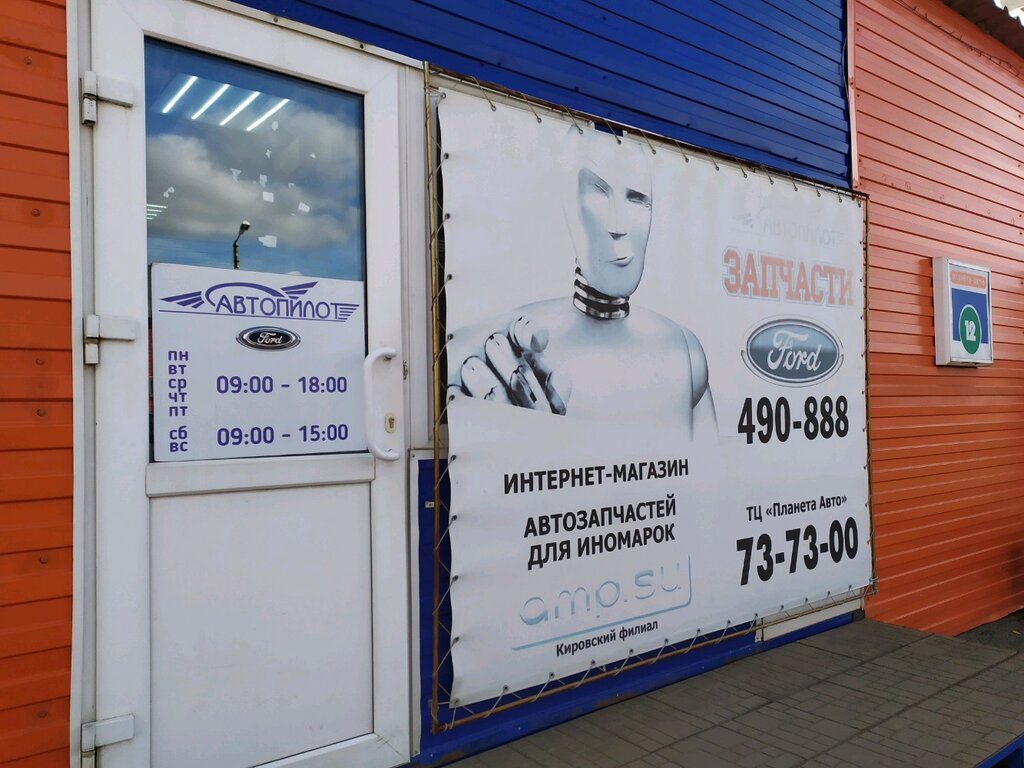 АВТОПИЛОТ
Ford
ПН
ВТ
СР
ЧТ
ПТ
09:00 - 18:00
СБ
ВС
09:00 - 15:00
АВТОПИЛОТ
ЗАПЧАСТИ
Ford
490-888
ИНТЕРНЕТ-МАГАЗИН
АВТОЗАПЧАСТЕЙ
ДЛЯ ИНОМАРОК
amp.su
Кировский филиал
ТЦ «Планета Авто»
73-73-00
12